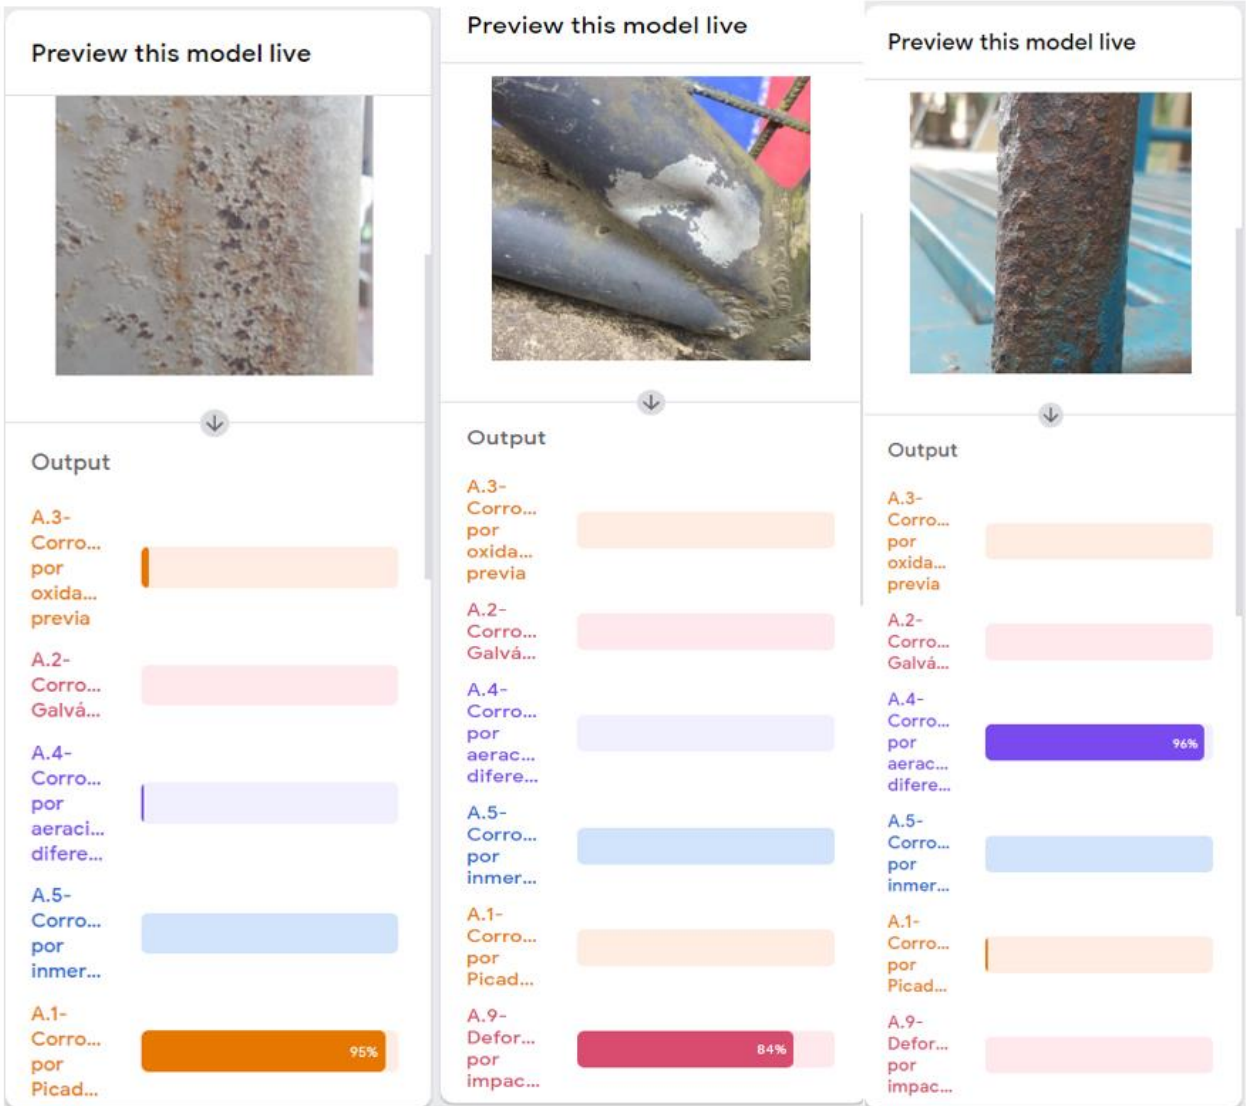 Preview this model live
Output
A.3-
Corro...
por
oxida...
previa
A.2-
Corro...
Galvá...
A.4-
Corro...
por
aeraci...
difere...
A.5-
Corro...
por
inmer...
A.1-
Corro...
por
Picad...
95%
Preview this model live
Output
A.3-
Corro...
por
oxida...
previa
A.2-
Corro...
Galvá...
A.4-
Corro...
por
aerac...
difere...
A.5-
Corro...
por
inmer...
A.1-
Corro...
por
Picad...
A.9-
Defor...
por
impac...
84%
Preview this model live
Output
A.3-
Corro...
por
oxida...
previa
A.2-
Corro...
Galvá...
A.4-
Corro...
por
aerac...
difere...
96%
A.5-
Corro...
por
inmer...
A.1-
Corro...
por
Picad...
A.9-
Defor...
por
impac...